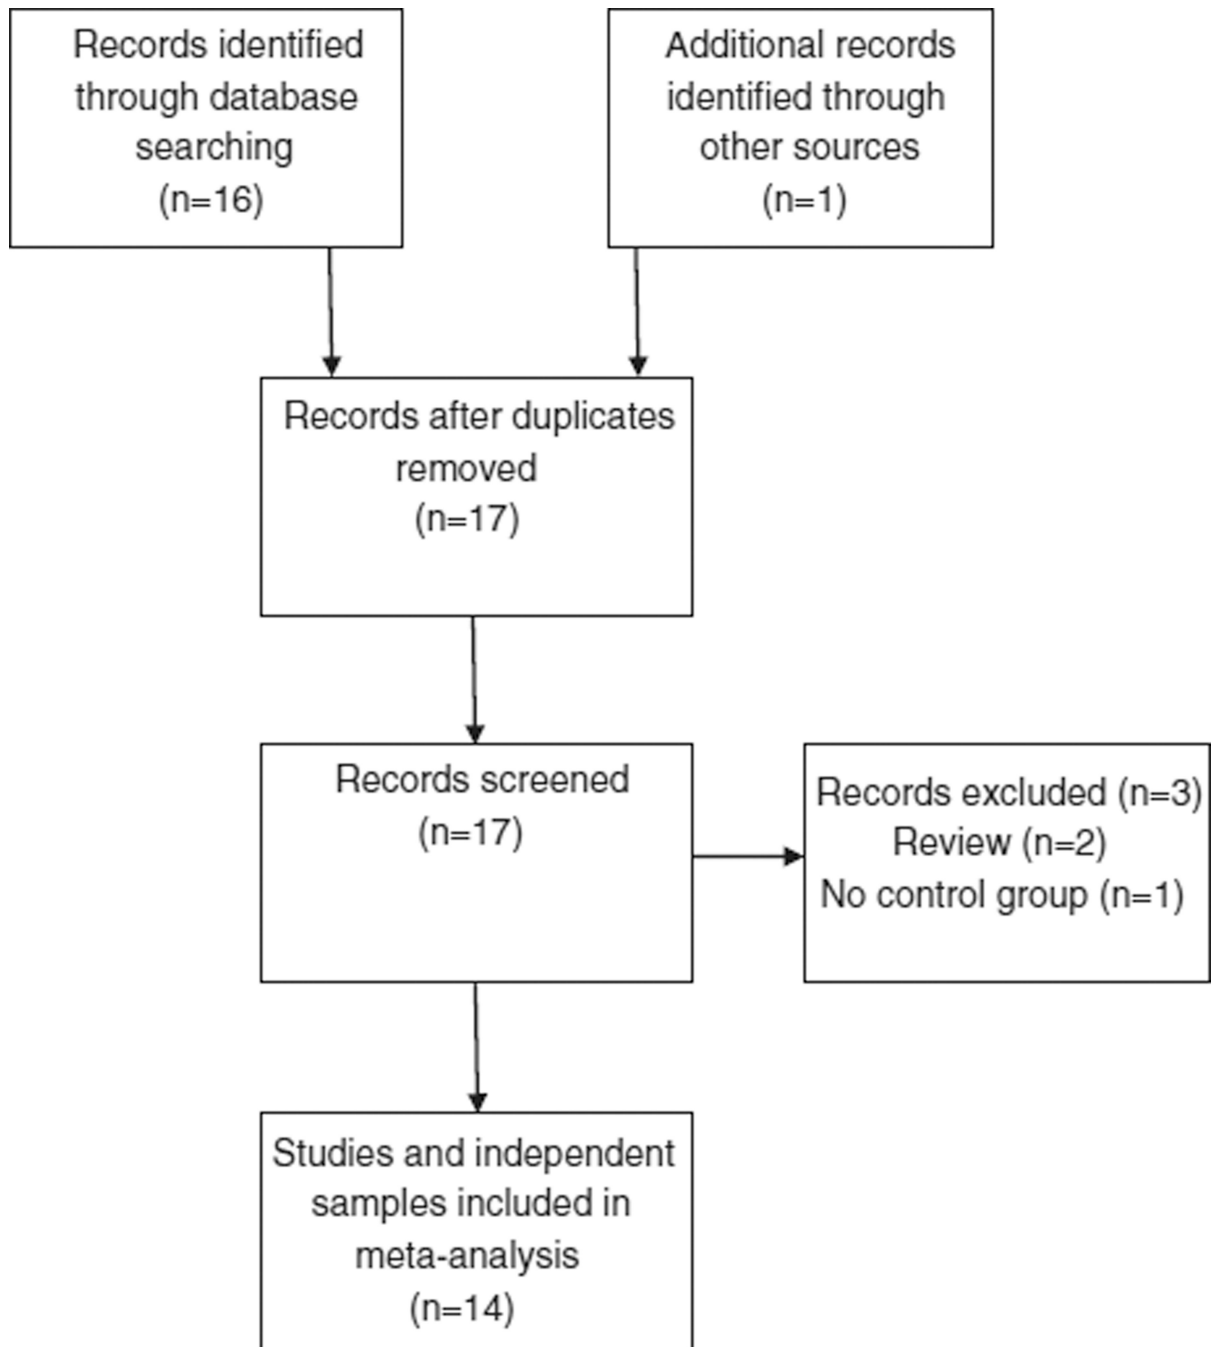 Records identified
through database
searching
(n=16)
Additional records
identified through
other sources
(n=1)
Records after duplicates
removed
(n=17)
Records screened
(n=17)
Records excluded (n=3)
Review (n=2)
No control group (n=1)
Studies and independent
samples included in
meta-analysis
(n=14)